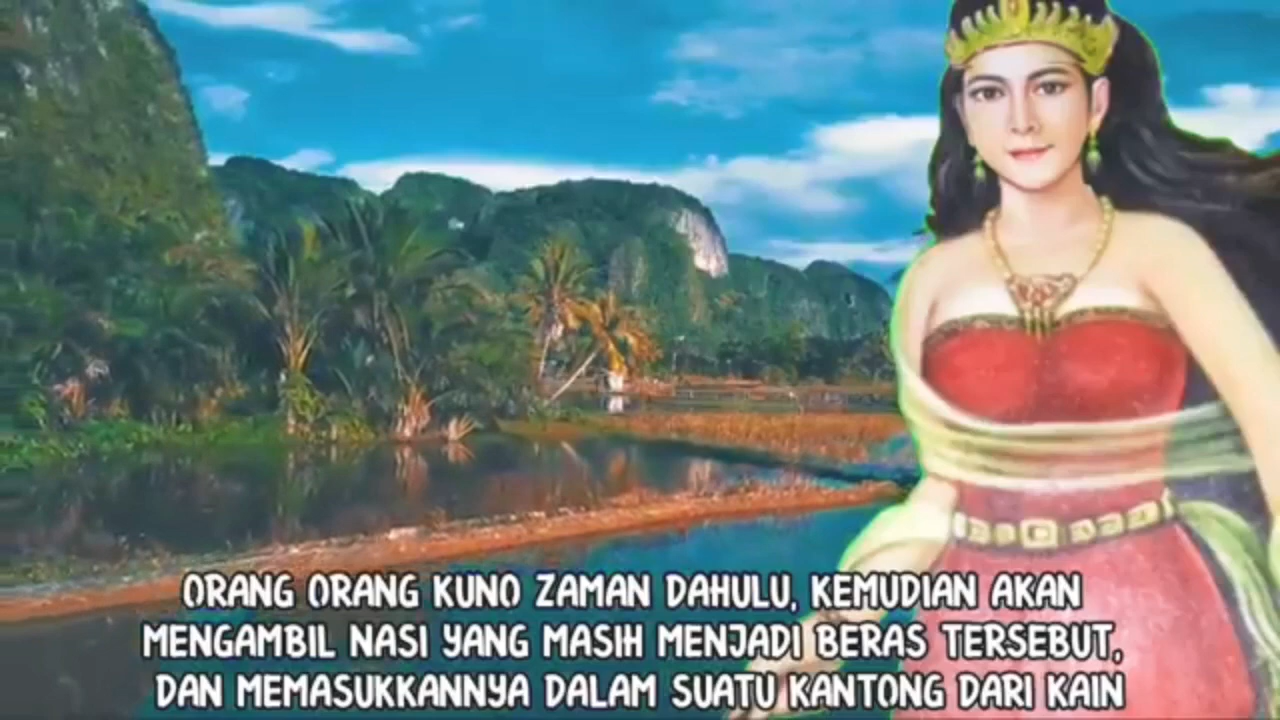 ORANG ORANG KUNO ZAMAN DAHULU, KEMUDIAN AKAN
MENGAMBIL NASI YANG MASIH MENJADI BERAS TERSEBUT,
DAN MEMASUKKANNYA DALAM SUATU KANTONG DARI KAIN